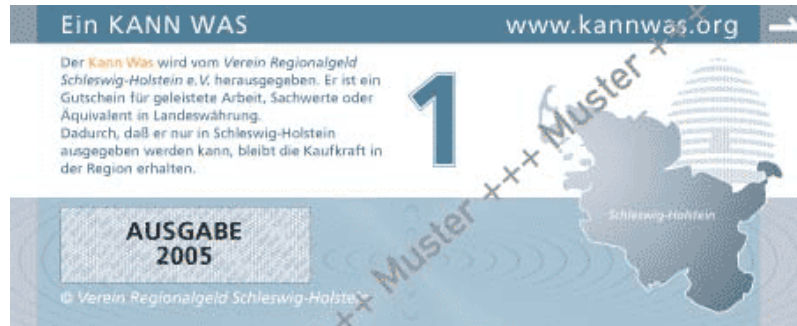 Ein KANN WAS
www.kannwas.org
1
Der Kann Was wird vom Verein Regionalgeld
Schleswig-Holstein e.V. herausgegeben. Er ist ein
Gutschein für geleistete Arbeit, Sachwerte oder
Äquivalent in Landeswährung.
Dadurch, daß er nur in Schleswig-Holstein
ausgegeben werden kann, bleibt die Kaufkraft in
der Region erhalten.
1
+++ Muster +++ Muster +++
Schleswig-Holstein
AUSGABE
2005
© Verein Regionalgeld Schleswig-Holstein